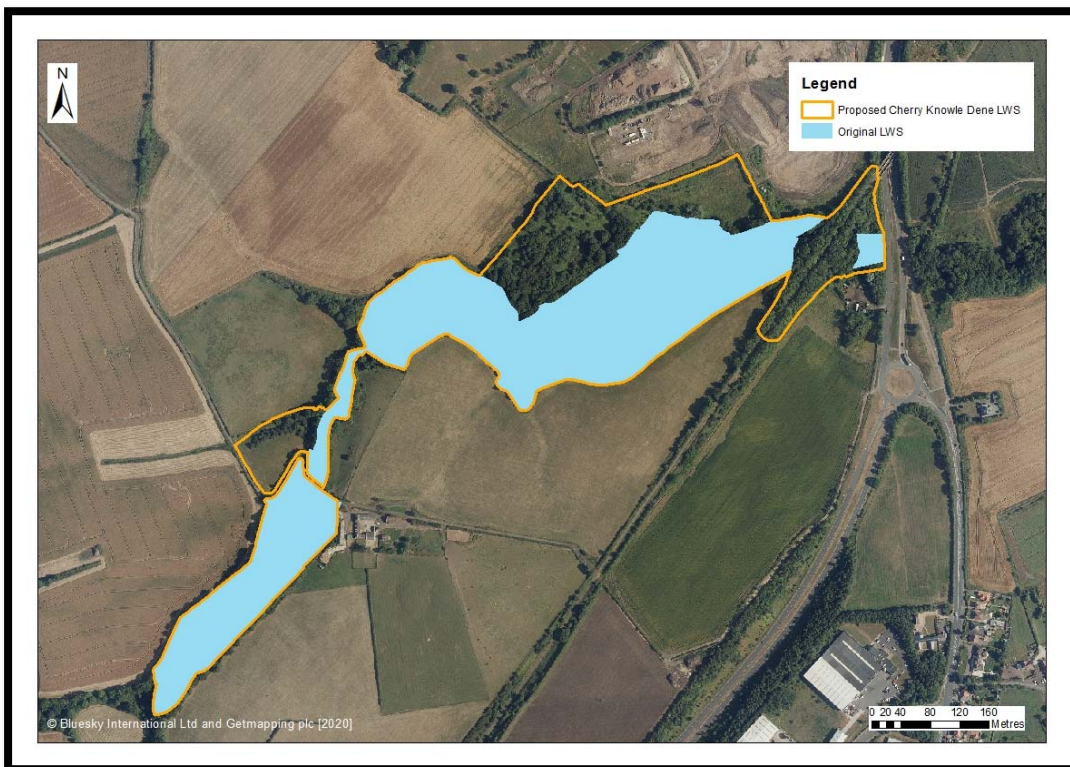 N
Legend
Proposed Cherry Knowle Dene LWS
Original LWS
© Bluesky International Ltd and Getmapping plc [2020]
0 20 40 80 120 160
Metres